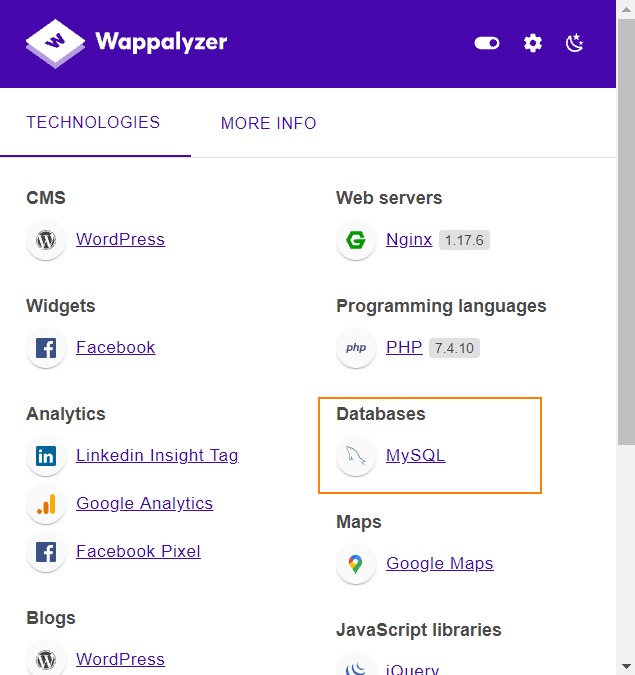 Wappalyzer
TECHNOLOGIES
MORE INFO
CMS
WordPress
Widgets
Facebook
Analytics
Linkedin Insight Tag
Google Analytics
Facebook Pixel
Blogs
WordPress
Web servers
Nginx 1.17.6
Programming languages
php PHP 7.4.10
Databases
MySQL
Maps
Google Maps
JavaScript libraries
jQuery